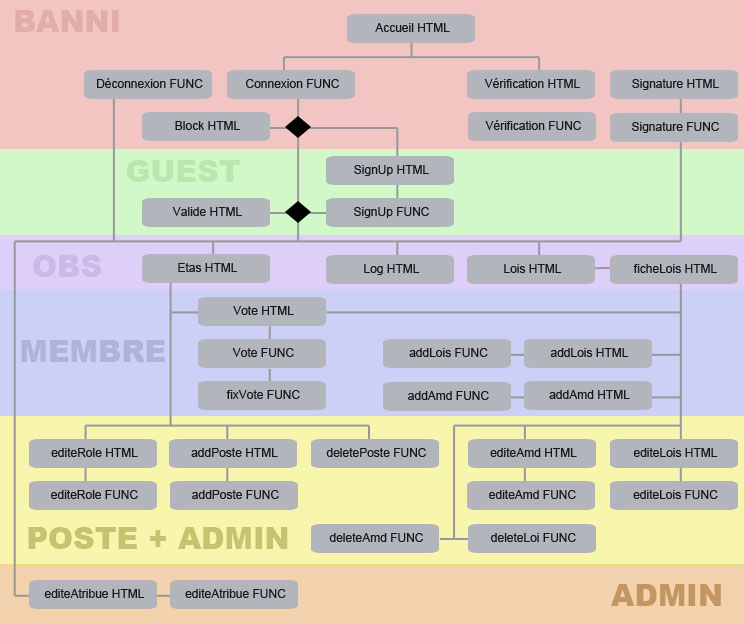 BANNI
Accueil HTML
Déconnexion FUNC
Connexion FUNC
Vérification HTML
Signature HTML
Block HTML
Vérification FUNC
Signature FUNC
GUEST
SignUp HTML
Valide HTML
SignUp FUNC
OBS
Etas HTML
Log HTML
Lois HTML
ficheLois HTML
MEMBRE
Vote HTML
Vote FUNC
addLois FUNC
addLois HTML
fixVote FUNC
addAmd FUNC
addAmd HTML
editeRole HTML
addPoste HTML
deletePoste FUNC
editeAmd HTML
editeLois HTML
editeRole FUNC
addPoste FUNC
editeAmd FUNC
editeLois FUNC
POSTE + ADMIN
deleteAmd FUNC
deleteLoi FUNC
editeAtribue HTML
editeAtribue FUNC
ADMIN